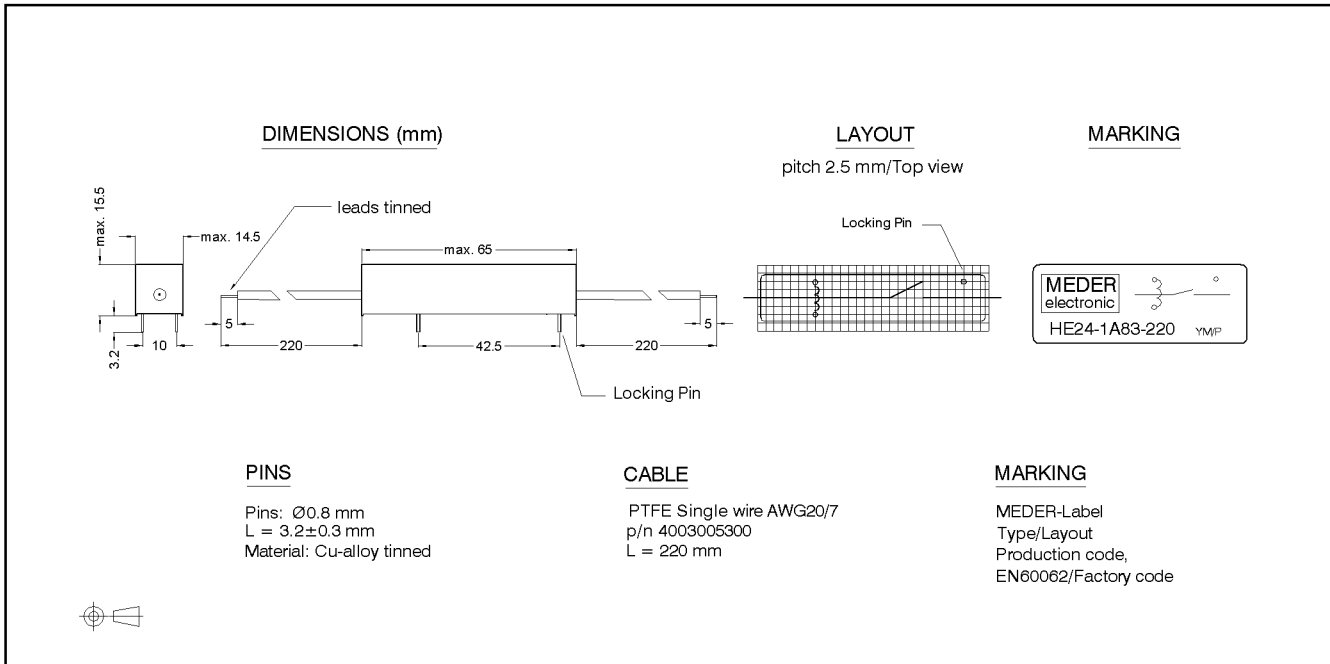 DIMENSIONS (mm)
LAYOUT
pitch 2.5 mm/Top view
MARKING
leads tinned
max. 15.5
max. 14.5
max. 65
5
220
42.5
220
5
3.2
10
Locking Pin
Locking Pin
MEDER
electronic
HE24-1A83-220 YM/P
PINS
Pins: Ø0.8 mm
L = 3.2±0.3 mm
Material: Cu-alloy tinned
CABLE
PTFE Single wire AWG20/7
p/n 4003005300
L = 220 mm
MARKING
MEDER-Label
Type/Layout
Production code,
EN60062/Factory code